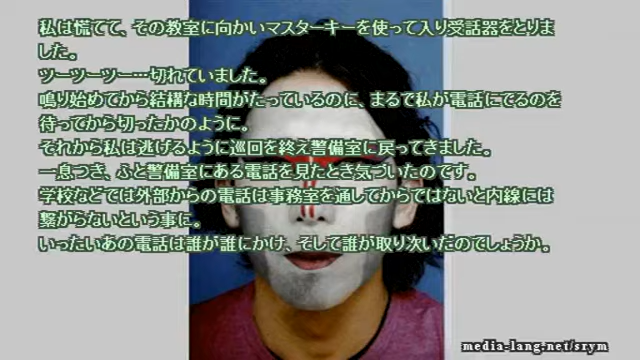 私は慌てて、その教室に向かいマスターキーを使って入り受話器をとりま
した。
ツーツーツー…切れていました。
鳴り始めてから結構な時間がたっているのに、まるで私が電話にでるのを
待ってから切ったかのように。
それから私は逃げるように巡回を終え警備室に戻ってきました。
一息つき、ふと警備室にある電話を見たとき気づいたのです。
学校などでは外部からの電話は事務室を通してからではないと内線には
繋がらないという事に。
いったいあの電話は誰が誰にかけ、そして誰が取り次いだのでしょうか。
media-lang.net/srym